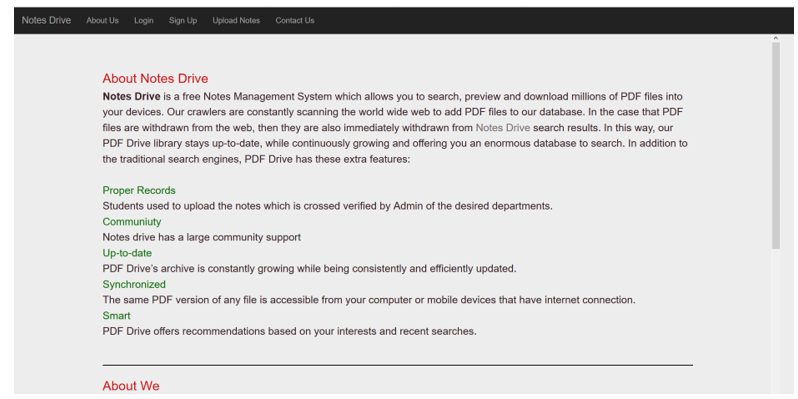 Notes Drive About Us Login Sign Up Upload Notes Contact Us
About Notes Drive
Notes Drive is a free Notes Management System which allows you to search, preview and download millions of PDF files into
your devices. Our crawlers are constantly scanning the world wide web to add PDF files to our database. In the case that PDF
files are withdrawn from the web, then they are also immediately withdrawn from Notes Drive search results. In this way, our
PDF Drive library stays up-to-date, while continuously growing and offering you an enormous database to search. In addition to
the traditional search engines, PDF Drive has these extra features:
Proper Records
Students used to upload the notes which is crossed verified by Admin of the desired departments.
Communiuty
Notes drive has a large community support
Up-to-date
PDF Drive's archive is constantly growing while being consistently and efficiently updated.
Synchronized
The same PDF version of any file is accessible from your computer or mobile devices that have internet connection.
Smart
PDF Drive offers recommendations based on your interests and recent searches.
About We